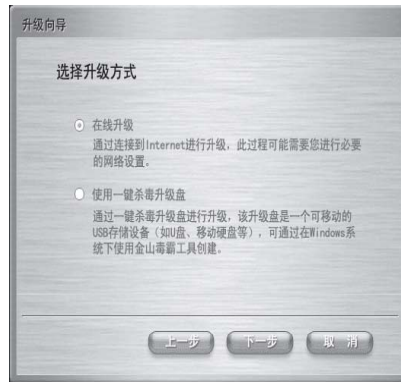 升级向导
选择升级方式
在线升级
通过连接到Internet进行升级，此过程可能需要您进行必要
的网络设置。
使用一键杀毒升级盘
通过一键杀毒升级盘进行升级，该升级盘是一个可移动的
USB存储设备（如U盘、移动硬盘等），可通过在Windows系
统下使用金山毒霸工具创建。
上一步 下一步 取 消